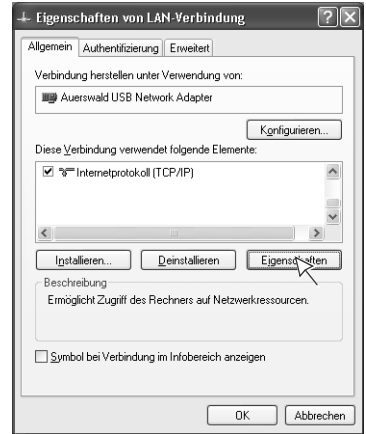 Eigenschaften von LAN-Verbindung
Allgemein Authentifizierung Erweitert
Verbindung herstellen unter Verwendung von:
Auerswald USB Network Adapter
Konfigurieren...
Diese Verbindung verwendet folgende Elemente:
Internetprotokoll (TCP/IP)
Installieren... Deinstallieren Eigenschaften
Beschreibung
Ermöglicht Zugriff des Rechners auf Netzwerkressourcen.
Symbol bei Verbindung im Infobereich anzeigen
OK Abbrechen